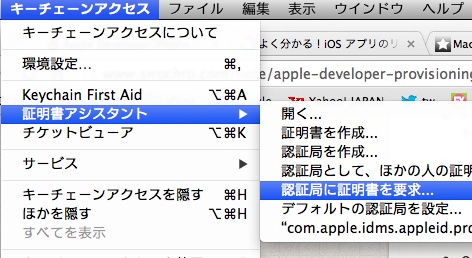 キーチェーンアクセス ファイル 編集 表示 ウインドウ ヘルプ
キーチェーンアクセスについて
よく分かる！iOS アプリのリ
Mac
環境設定... ⌘,
/apple-developer-provisioning
Keychain First Aid ⌥⌘A
Yahoo! JAPAN
tw
証明書アシスタント
開く...
チケットビューア ⌥⌘K
証明書を作成...
認証局を作成...
サービス
認証局として、ほかの人の証明
キーチェーンアクセスを隠す ⌘H
認証局に証明書を要求...
ほかを隠す ⌥⌘H
デフォルトの認証局を設定...
すべてを表示
"com.apple.idms.appleid.pro